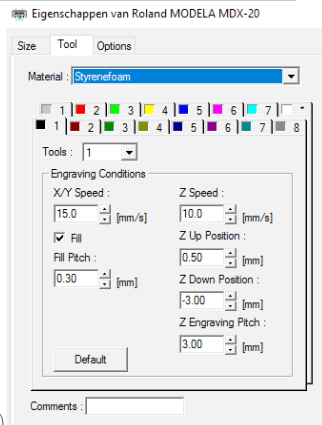 Eigenschappen van Roland MODELA MDX-20
Size Tool Options
Material : Styrenefoam
1 2 3 4 5 6 7
1 2 3 4 5 6 7 8
Tools : 1
Engraving Conditions
X/Y Speed : Z Speed :
15.0 [mm/s] 10.0 [mm/s]
Fill Z Up Position :
Fill Pitch : 0.50 [mm]
0.30 [mm] Z Down Position :
-3.00 [mm]
Z Engraving Pitch :
3.00 [mm]
Default
Comments :